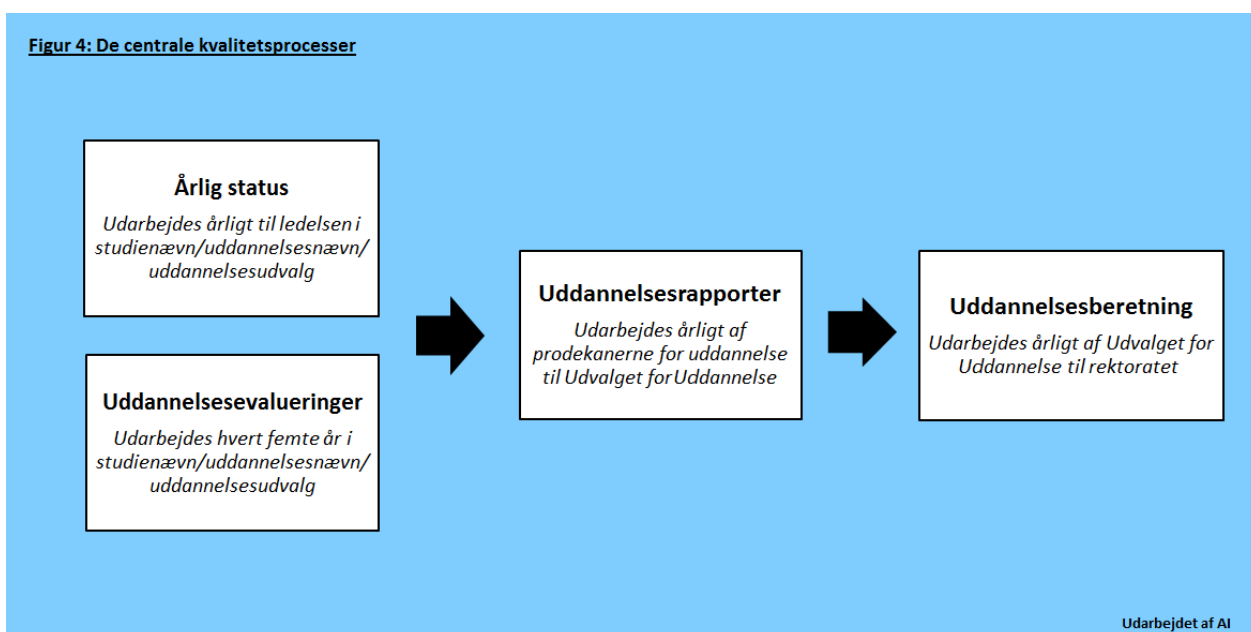 Figur 4: De centrale kvalitetsprocesser
Årlig status
Udarbejdes årligt til ledelsen i
studienævn/uddannelsesnævn/
uddannelsesudvalg
Uddannelsesevalueringer
Udarbejdes hvert femte år i
studienævn/uddannelsesnævn/
uddannelsesudvalg
Uddannelsesrapporter
Udarbejdes årligt af
prodekanerne for uddannelse
til Udvalget for Uddannelse
Uddannelsesberetning
Udarbejdes årligt af Udvalget for
Uddannelse til rektoratet
Udarbejdet af AI